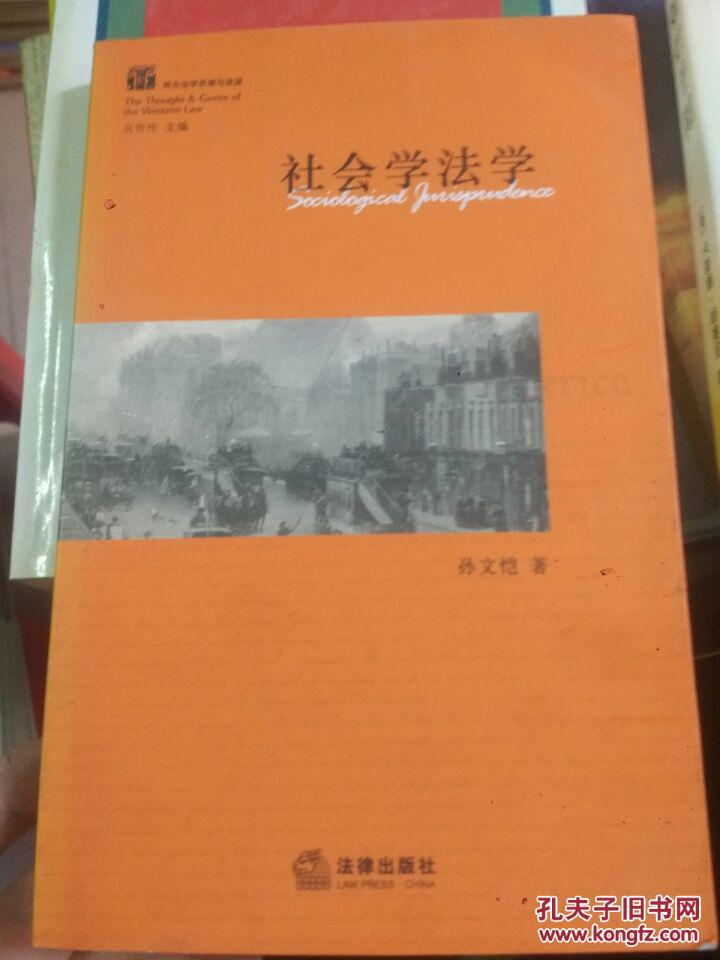 西方法学思潮与流派
The Thought & Genre of
the Western Law
吕世伦 主编
社会学法学
Sociological Jurisprudence
erica.
孙文恺 著
法律出版社
LAW PRESS·CHINA
孔夫子旧书网
www.kongfz.com